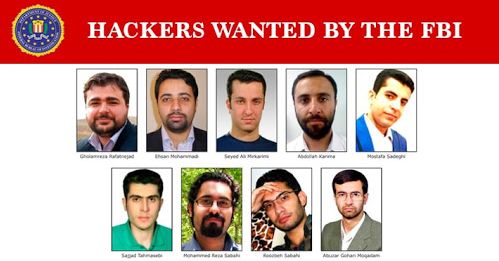 HACKERS WANTED BY THE FBI
Gholamreza Rafatnejad
Ehsan Mohammadi
Seyed Ali Mirkarimi
Abdollah Karima
Mostafa Sadeghi
Sajjad Tahmasebi
Mohammed Reza Sabahi
Roozbeh Sabahi
Abuzar Gohari Moqadam